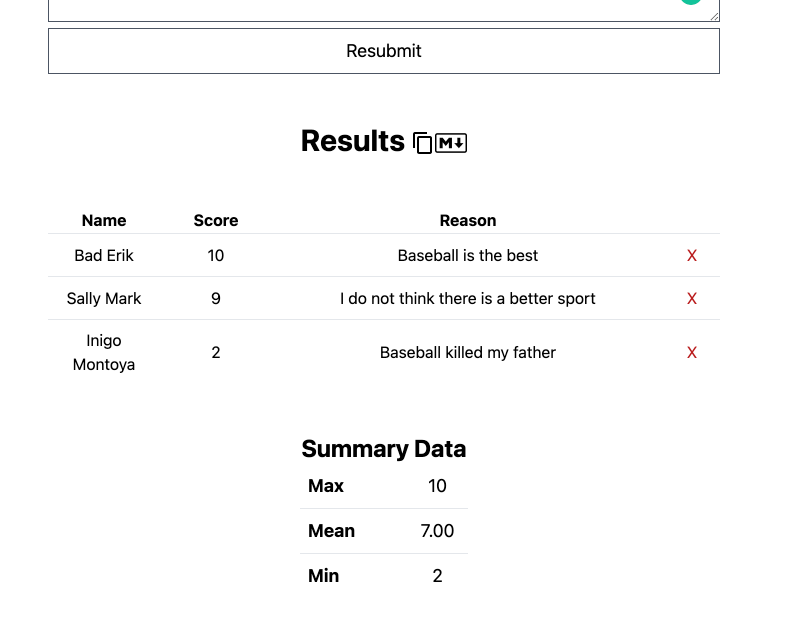 Resubmit
Results M
Name Score Reason
Bad Erik 10 Baseball is the best X
Sally Mark 9 I do not think there is a better sport X
Inigo
Montoya 2 Baseball killed my father X
Summary Data
Max 10
Mean 7.00
Min 2